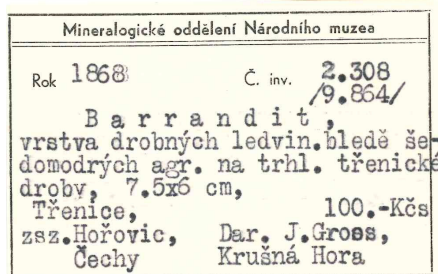 Mineralogické oddělení Národního muzea
Rok 1868 Č. inv. 2.308
/9.864/
Barrandit,
vrstva drobných ledvin.bledě še-
domodrých agr. na trhl. třenické
droby, 7.5x6 cm,
Třenice, 100.-Kčs
zsz.Hořovic, Dar. J.Gross,
Čechy Krušná Hora